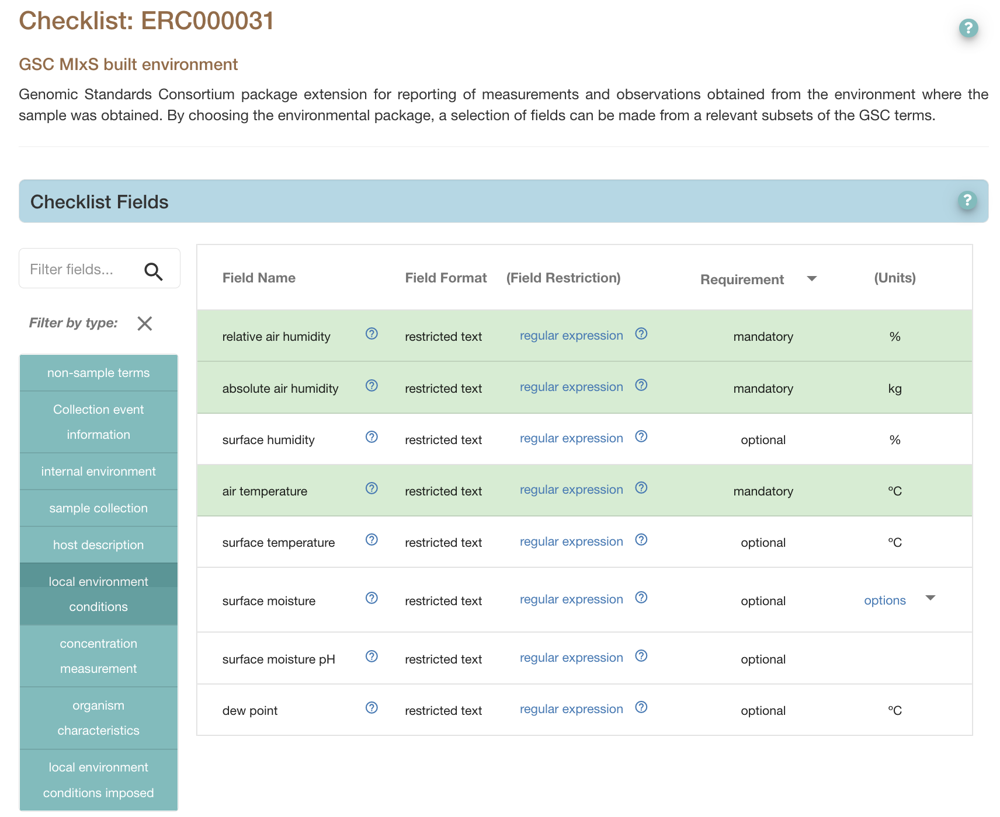 Checklist: ERC000031
?
GSC MIxS built environment
Genomic Standards Consortium package extension for reporting of measurements and observations obtained from the environment where the
sample was obtained. By choosing the environmental package, a selection of fields can be made from a relevant subsets of the GSC terms.
Checklist Fields ?
Filter fields...
Filter by type:
non-sample terms
Collection event
information
internal environment
sample collection
host description
local environment
conditions
concentration
measurement
organism
characteristics
local environment
conditions imposed
Field Name Field Format (Field Restriction) Requirement (Units)
relative air humidity ? restricted text regular expression ? mandatory %
absolute air humidity ? restricted text regular expression ? mandatory kg
surface humidity ? restricted text regular expression ? optional %
air temperature ? restricted text regular expression ? mandatory ºC
surface temperature ? restricted text regular expression ? optional ºC
surface moisture ? restricted text regular expression ? optional options
surface moisture pH ? restricted text regular expression ? optional
dew point ? restricted text regular expression ? optional ºC